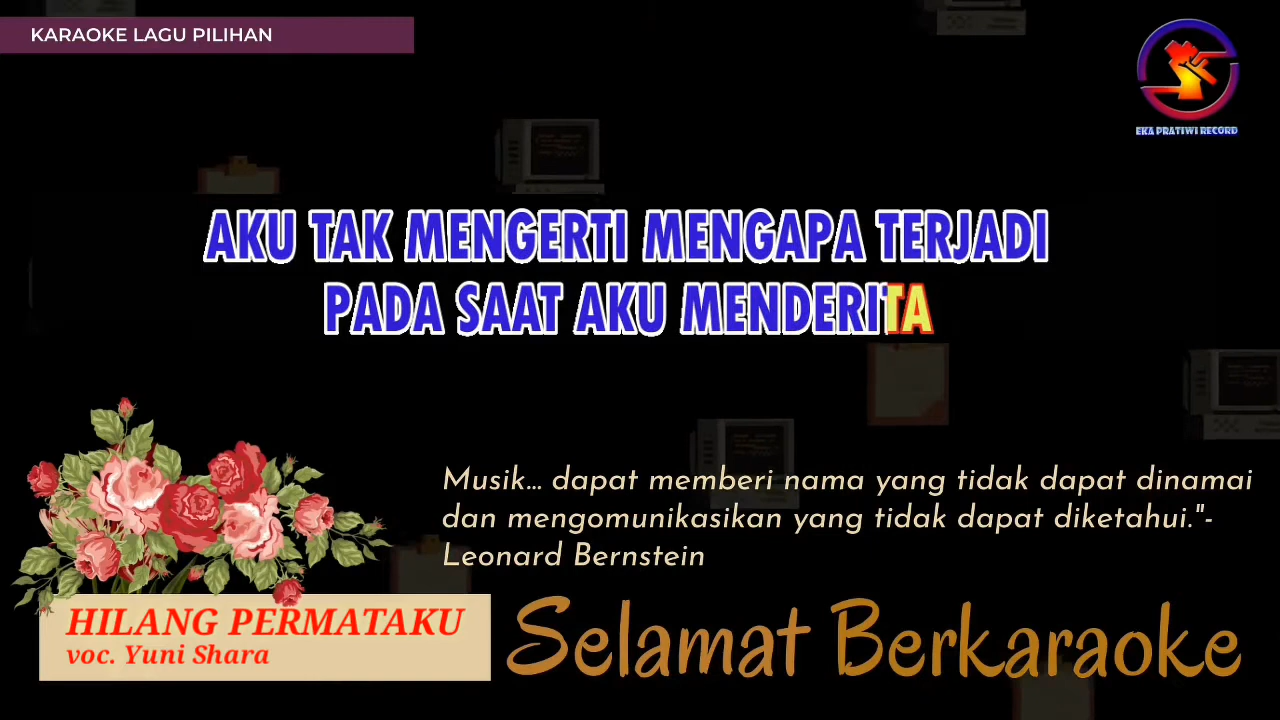 KARAOKE LAGU PILIHAN
EKA PRATIWI RECORD
AKU TAK MENGERTI MENGAPA TERJADI
PADA SAAT AKU MENDERITA
Musik... dapat memberi nama yang tidak dapat dinamai
dan mengomunikasikan yang tidak dapat diketahui."-
Leonard Bernstein
HILANG PERMATAKU
voc. Yuni Shara
Selamat Berkaraoke